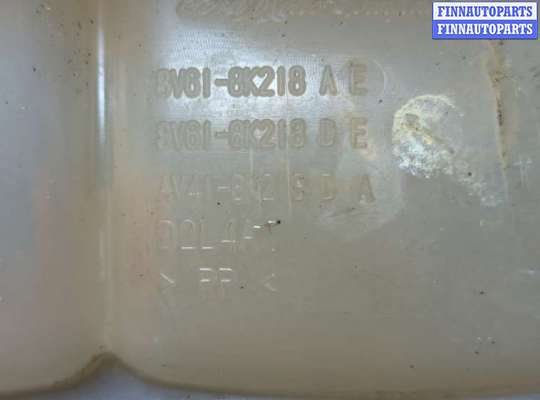 FINNAUTOPARTS
FINNAUTOPARTS
8V61-8K218 A E
8V61-8K218 D E
AV41-8K218 D A
> PP <